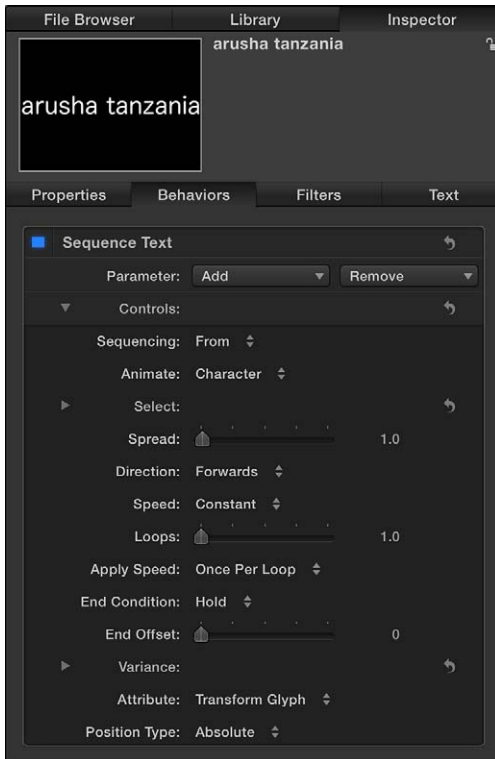 File Browser Library Inspector
arusha tanzania
arusha tanzania
Properties Behaviors Filters Text
Sequence Text
Parameter: Add Remove
Controls:
Sequencing: From
Animate: Character
Select:
Spread: 1.0
Direction: Forwards
Speed: Constant
Loops: 1.0
Apply Speed: Once Per Loop
End Condition: Hold
End Offset: 0
Variance:
Attribute: Transform Glyph
Position Type: Absolute